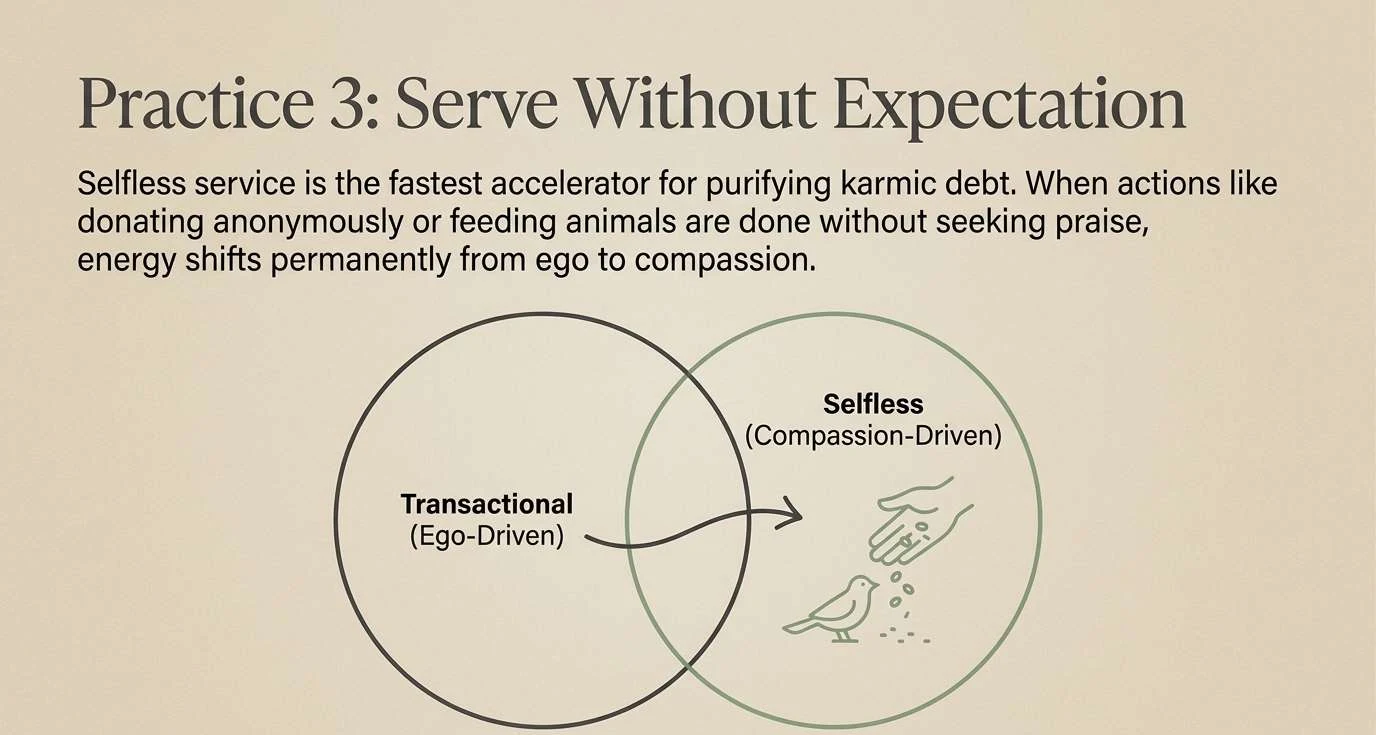 Practice 3: Serve Without Expectation
Selfless service is the fastest accelerator for purifying karmic debt. When actions like
donating anonymously or feeding animals are done without seeking praise,
energy shifts permanently from ego to compassion.
Transactional
(Ego-Driven)
Selfless
(Compassion-Driven)